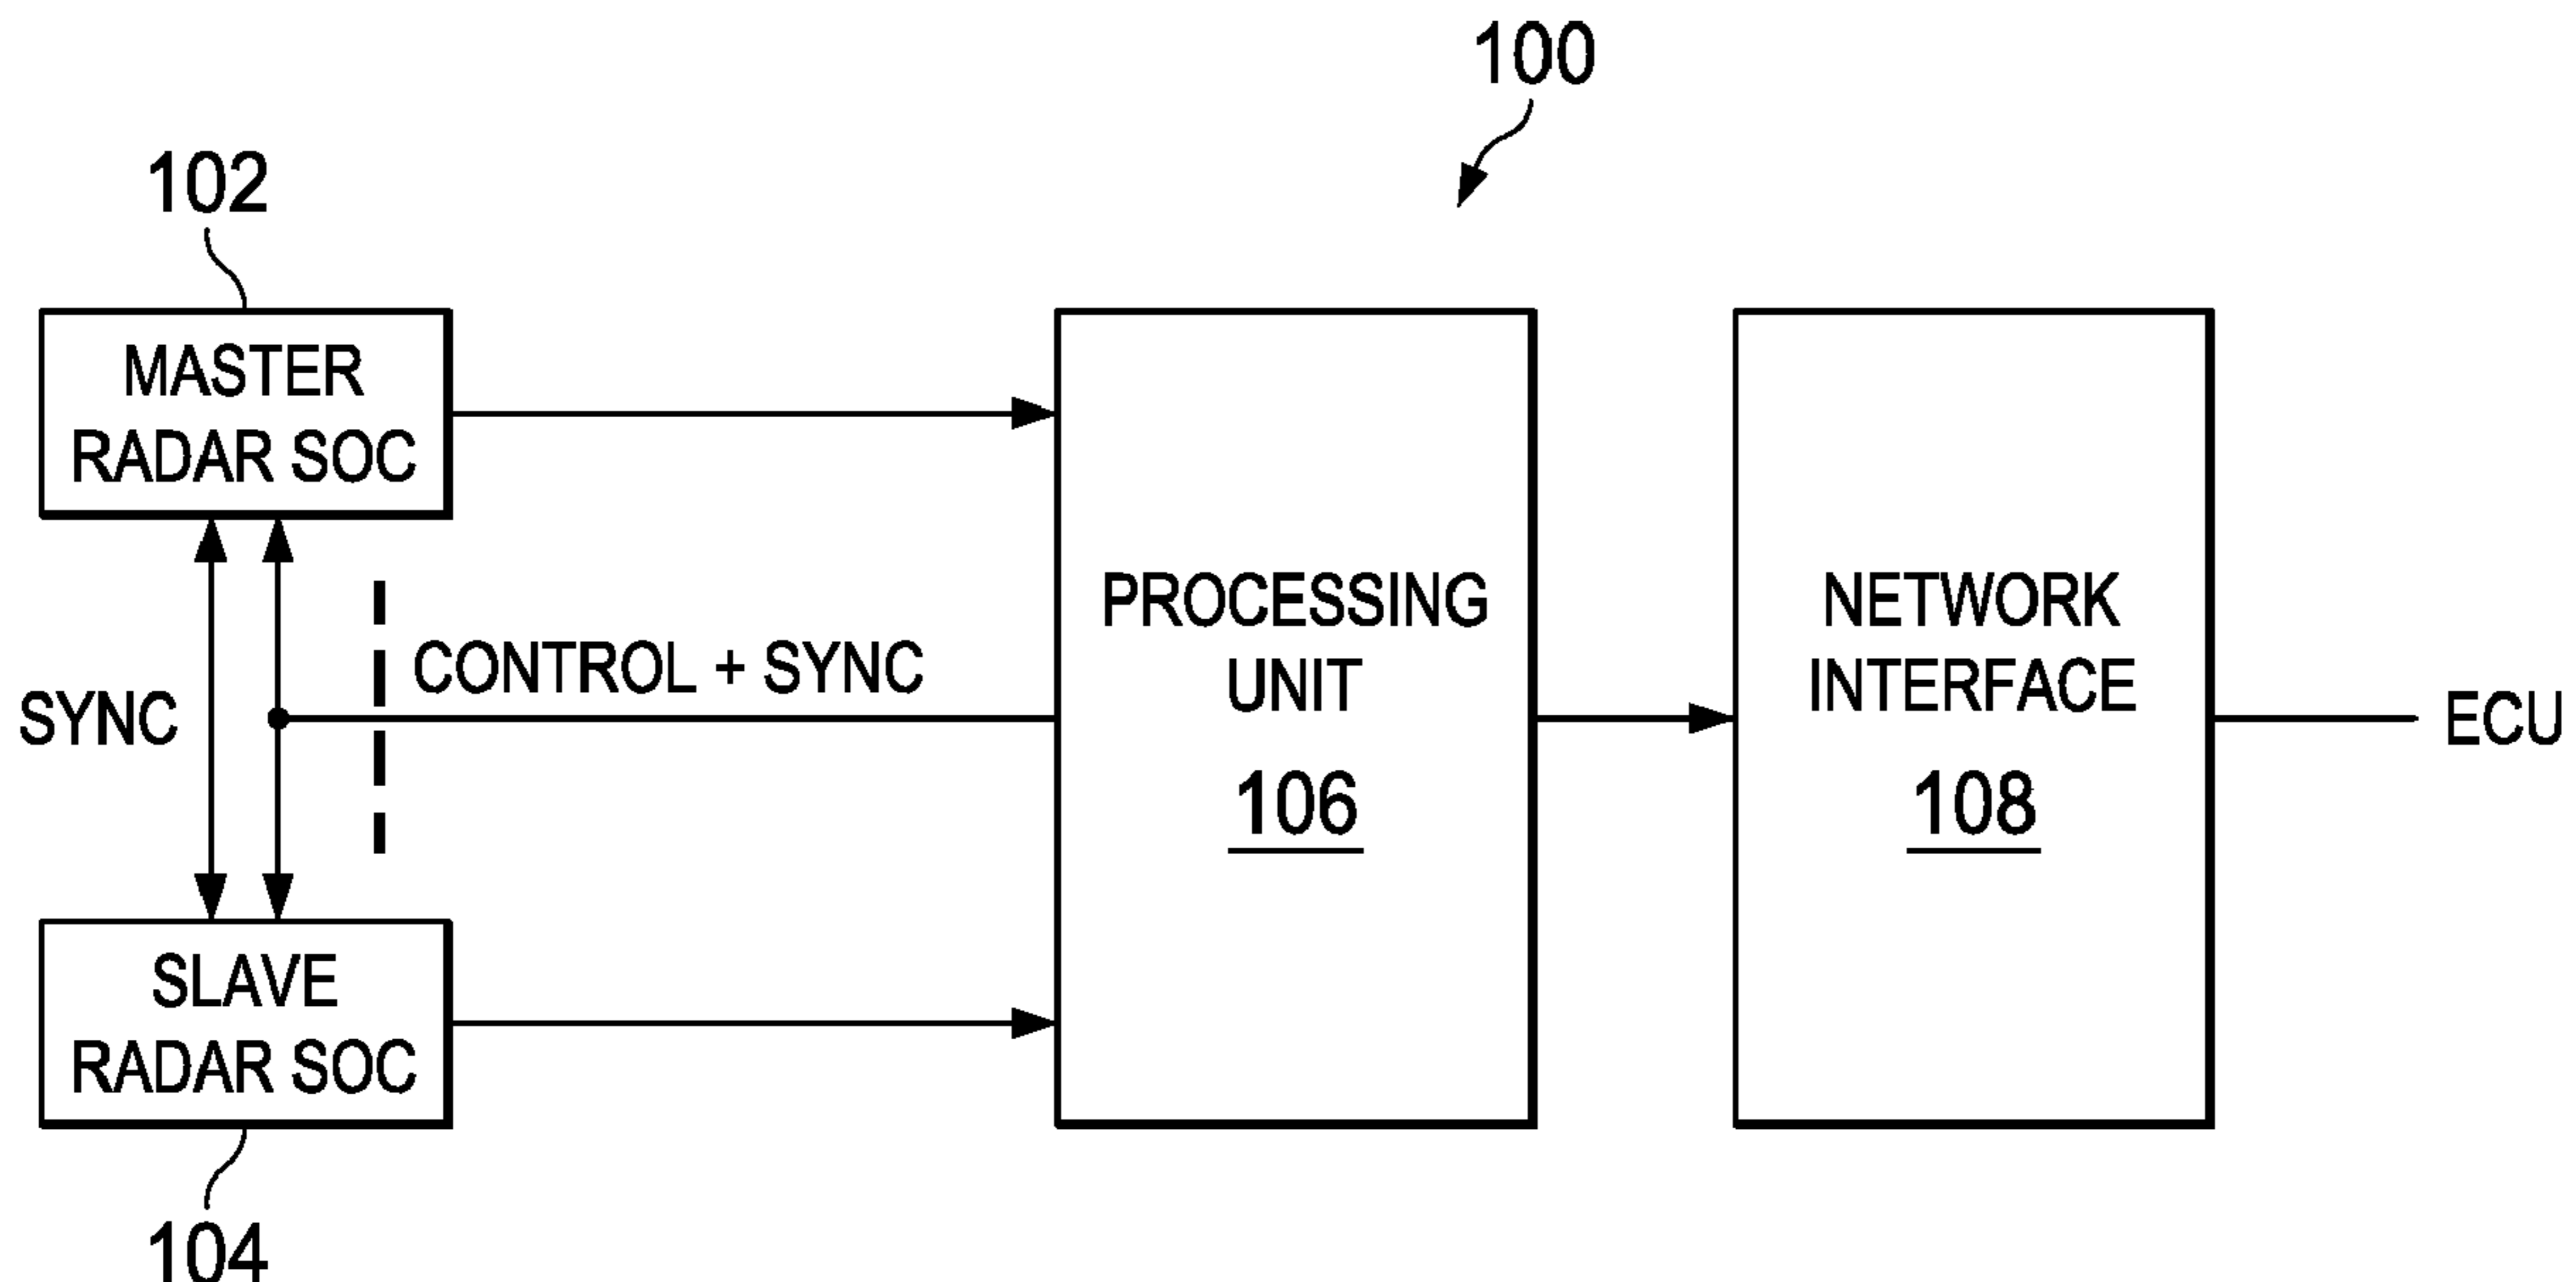 100
102
MASTER
RADAR SOC
SYNC
CONTROL + SYNC
SLAVE
RADAR SOC
104
PROCESSING
UNIT
106
NETWORK
INTERFACE
108
ECU